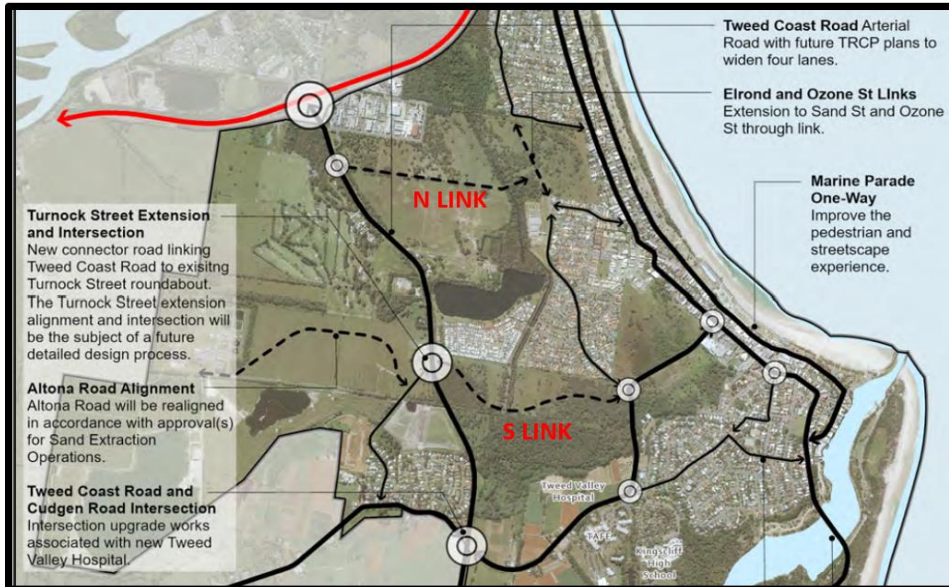 Tweed Coast Road Arterial
Road with future TRCP plans to
widen four lanes.
Elrond and Ozone St LInks
Extension to Sand St and Ozone
St through link.
N LINK
Marine Parade
One-Way
Improve the
pedestrian and
streetscape
experience.
Turnock Street Extension
and Intersection
New connector road linking
Tweed Coast Road to exisitng
Turnock Street roundabout.
The Turnock Street extension
alignment and intersection will
be the subject of a future
detailed design process.
Altona Road Alignment
Altona Road will be realigned
in accordance with approval(s)
for Sand Extraction
Operations.
S LINK
Tweed Coast Road and
Cudgen Road Intersection
Intersection upgrade works
associated with new Tweed
Valley Hospital.
Tweed Valley
Hospital
TAFE
Kingscliff
High
School